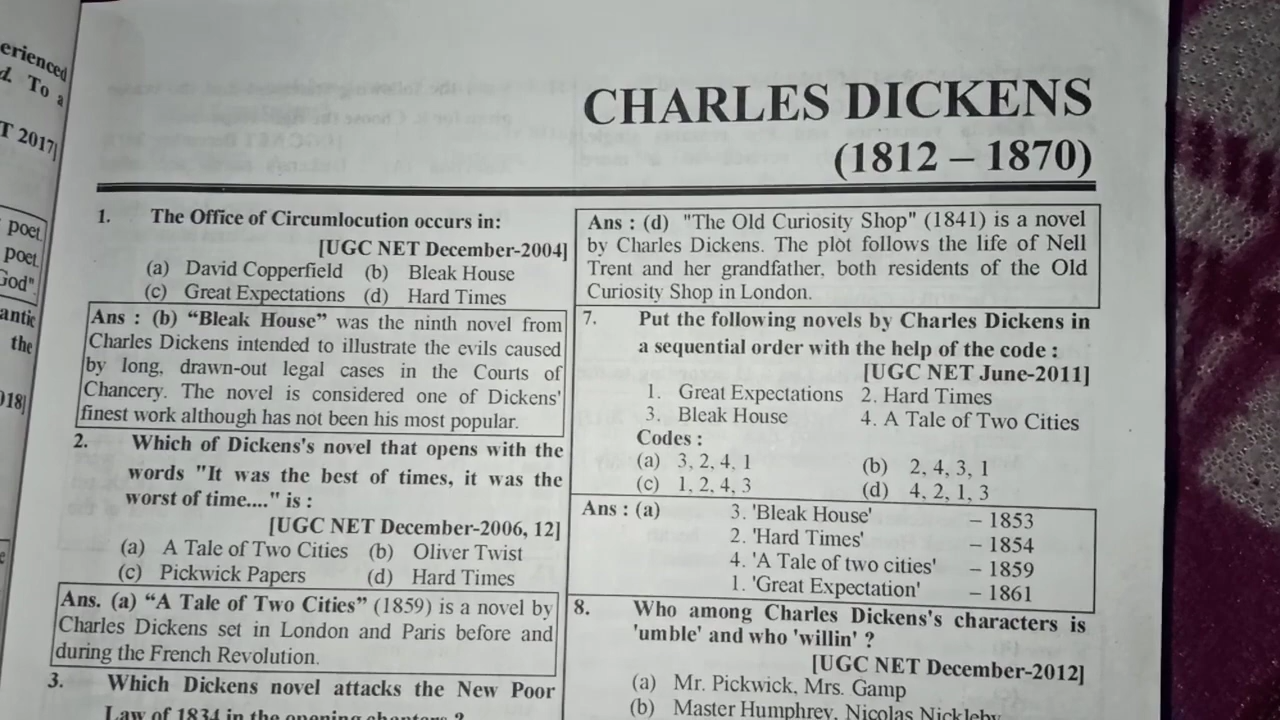 erienced
d. To a
T 2017]
poet.
poet.
God".
antic
the
018]
CHARLES DICKENS
(1812 – 1870)
1. The Office of Circumlocution occurs in:
[UGC NET December-2004]
(a) David Copperfield (b) Bleak House
(c) Great Expectations (d) Hard Times
Ans : (b) “Bleak House” was the ninth novel from
Charles Dickens intended to illustrate the evils caused
by long, drawn-out legal cases in the Courts of
Chancery. The novel is considered one of Dickens'
finest work although has not been his most popular.
2. Which of Dickens's novel that opens with the
words "It was the best of times, it was the
worst of time...." is :
[UGC NET December-2006, 12]
(a) A Tale of Two Cities (b) Oliver Twist
(c) Pickwick Papers (d) Hard Times
Ans. (a) “A Tale of Two Cities” (1859) is a novel by
Charles Dickens set in London and Paris before and
during the French Revolution.
3. Which Dickens novel attacks the New Poor
Law of 1834 in the opening chapters ?
Ans : (d) "The Old Curiosity Shop" (1841) is a novel
by Charles Dickens. The plot follows the life of Nell
Trent and her grandfather, both residents of the Old
Curiosity Shop in London.
7. Put the following novels by Charles Dickens in
a sequential order with the help of the code :
[UGC NET June-2011]
1. Great Expectations 2. Hard Times
3. Bleak House 4. A Tale of Two Cities
Codes :
(a) 3, 2, 4, 1 (b) 2, 4, 3, 1
(c) 1, 2, 4, 3 (d) 4, 2, 1, 3
Ans : (a) 3. 'Bleak House' – 1853
2. 'Hard Times' – 1854
4. 'A Tale of two cities' – 1859
1. 'Great Expectation' – 1861
8. Who among Charles Dickens's characters is
'umble' and who 'willin' ?
[UGC NET December-2012]
(a) Mr. Pickwick, Mrs. Gamp
(b) Master Humphrey, Nicolas Nickleby